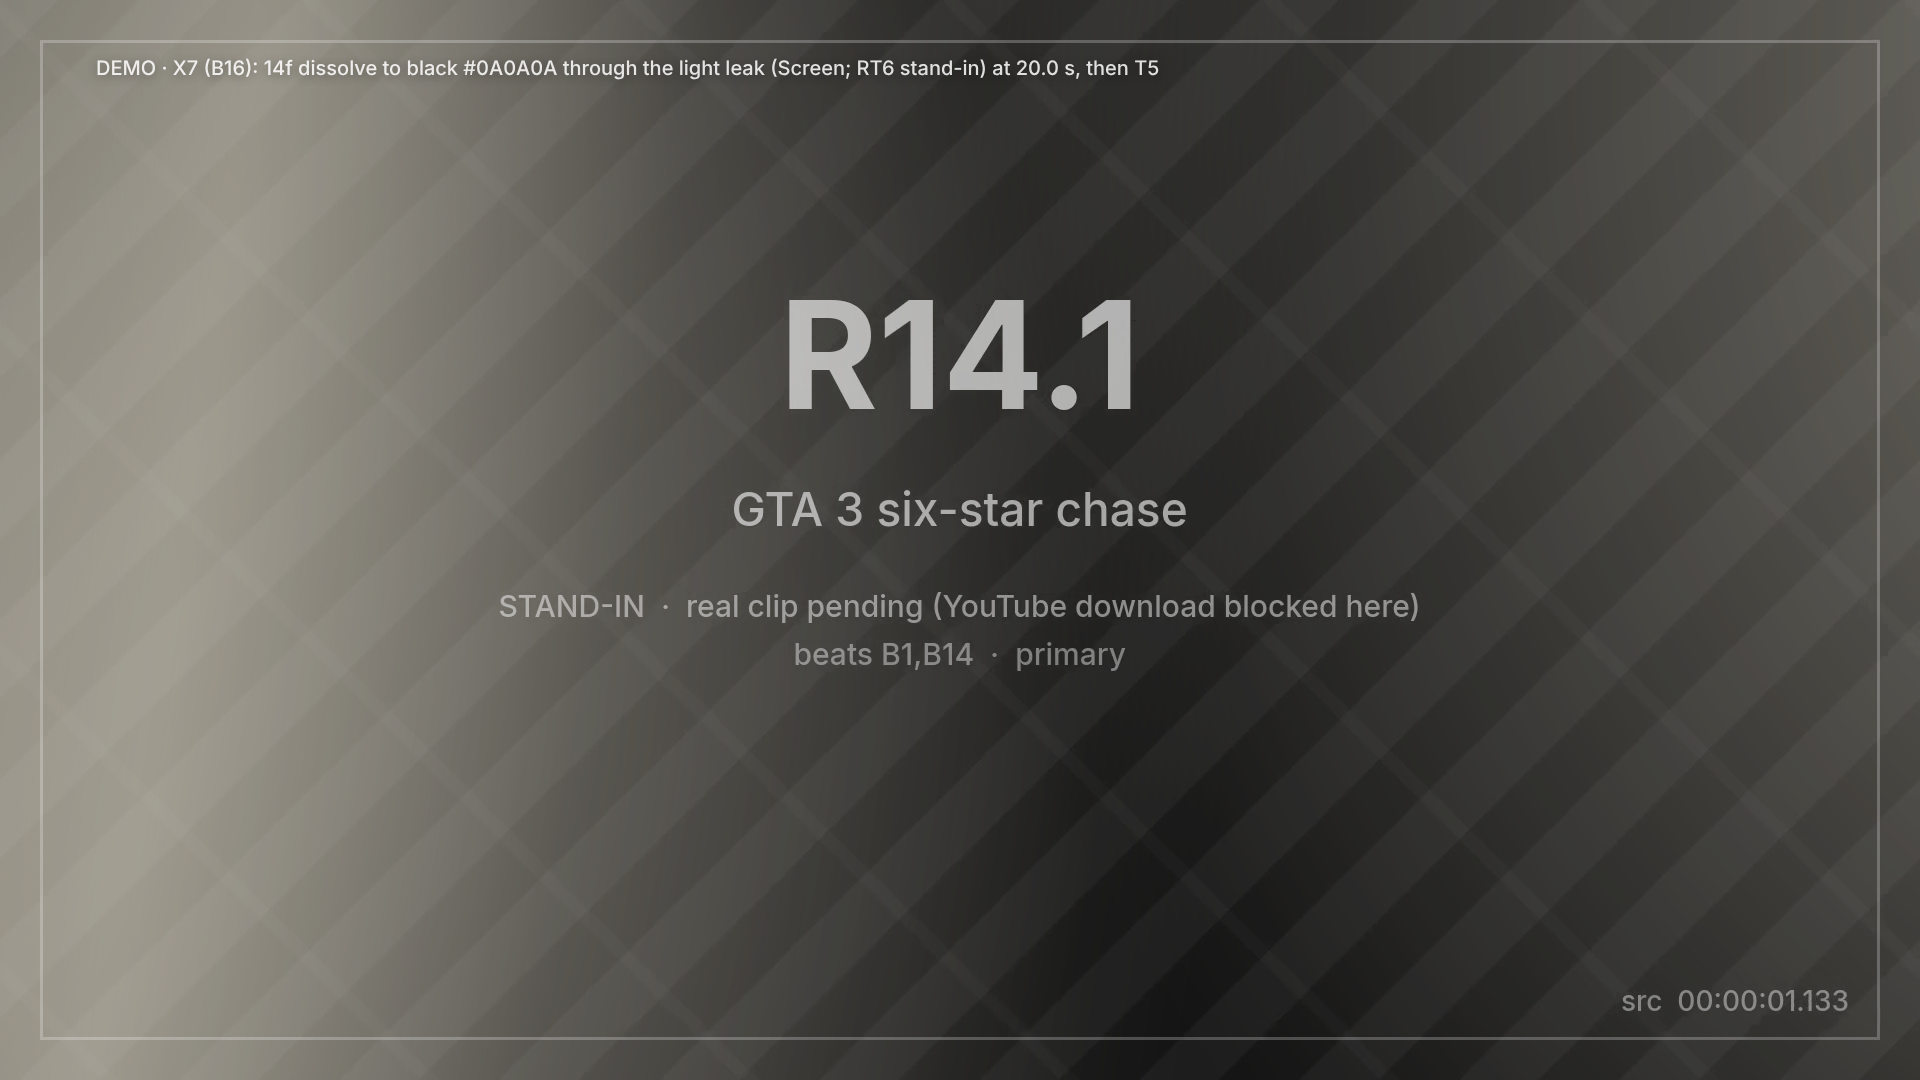 DEMO · X7 (B16): 14f dissolve to black #0A0A0A through the light leak (Screen; RT6 stand-in) at 20.0 s, then T5
R14.1
GTA 3 six-star chase
STAND-IN · real clip pending (YouTube download blocked here)
beats B1,B14 · primary
src 00:00:01.133